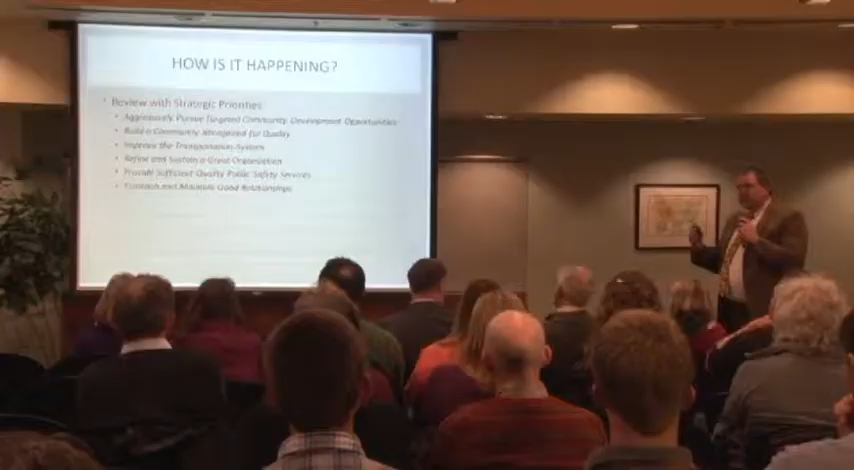 HOW IS IT HAPPENING?
• Review with Strategic Priorities
• Aggressively Pursue Targeted Community Development Opportunities
• Build a Community Recognized for Quality
• Improve the Transportation System
• Refine and Sustain a Great Organization
• Provide Sufficient Quality Public Safety Services
• Establish and Maintain Good Relationships